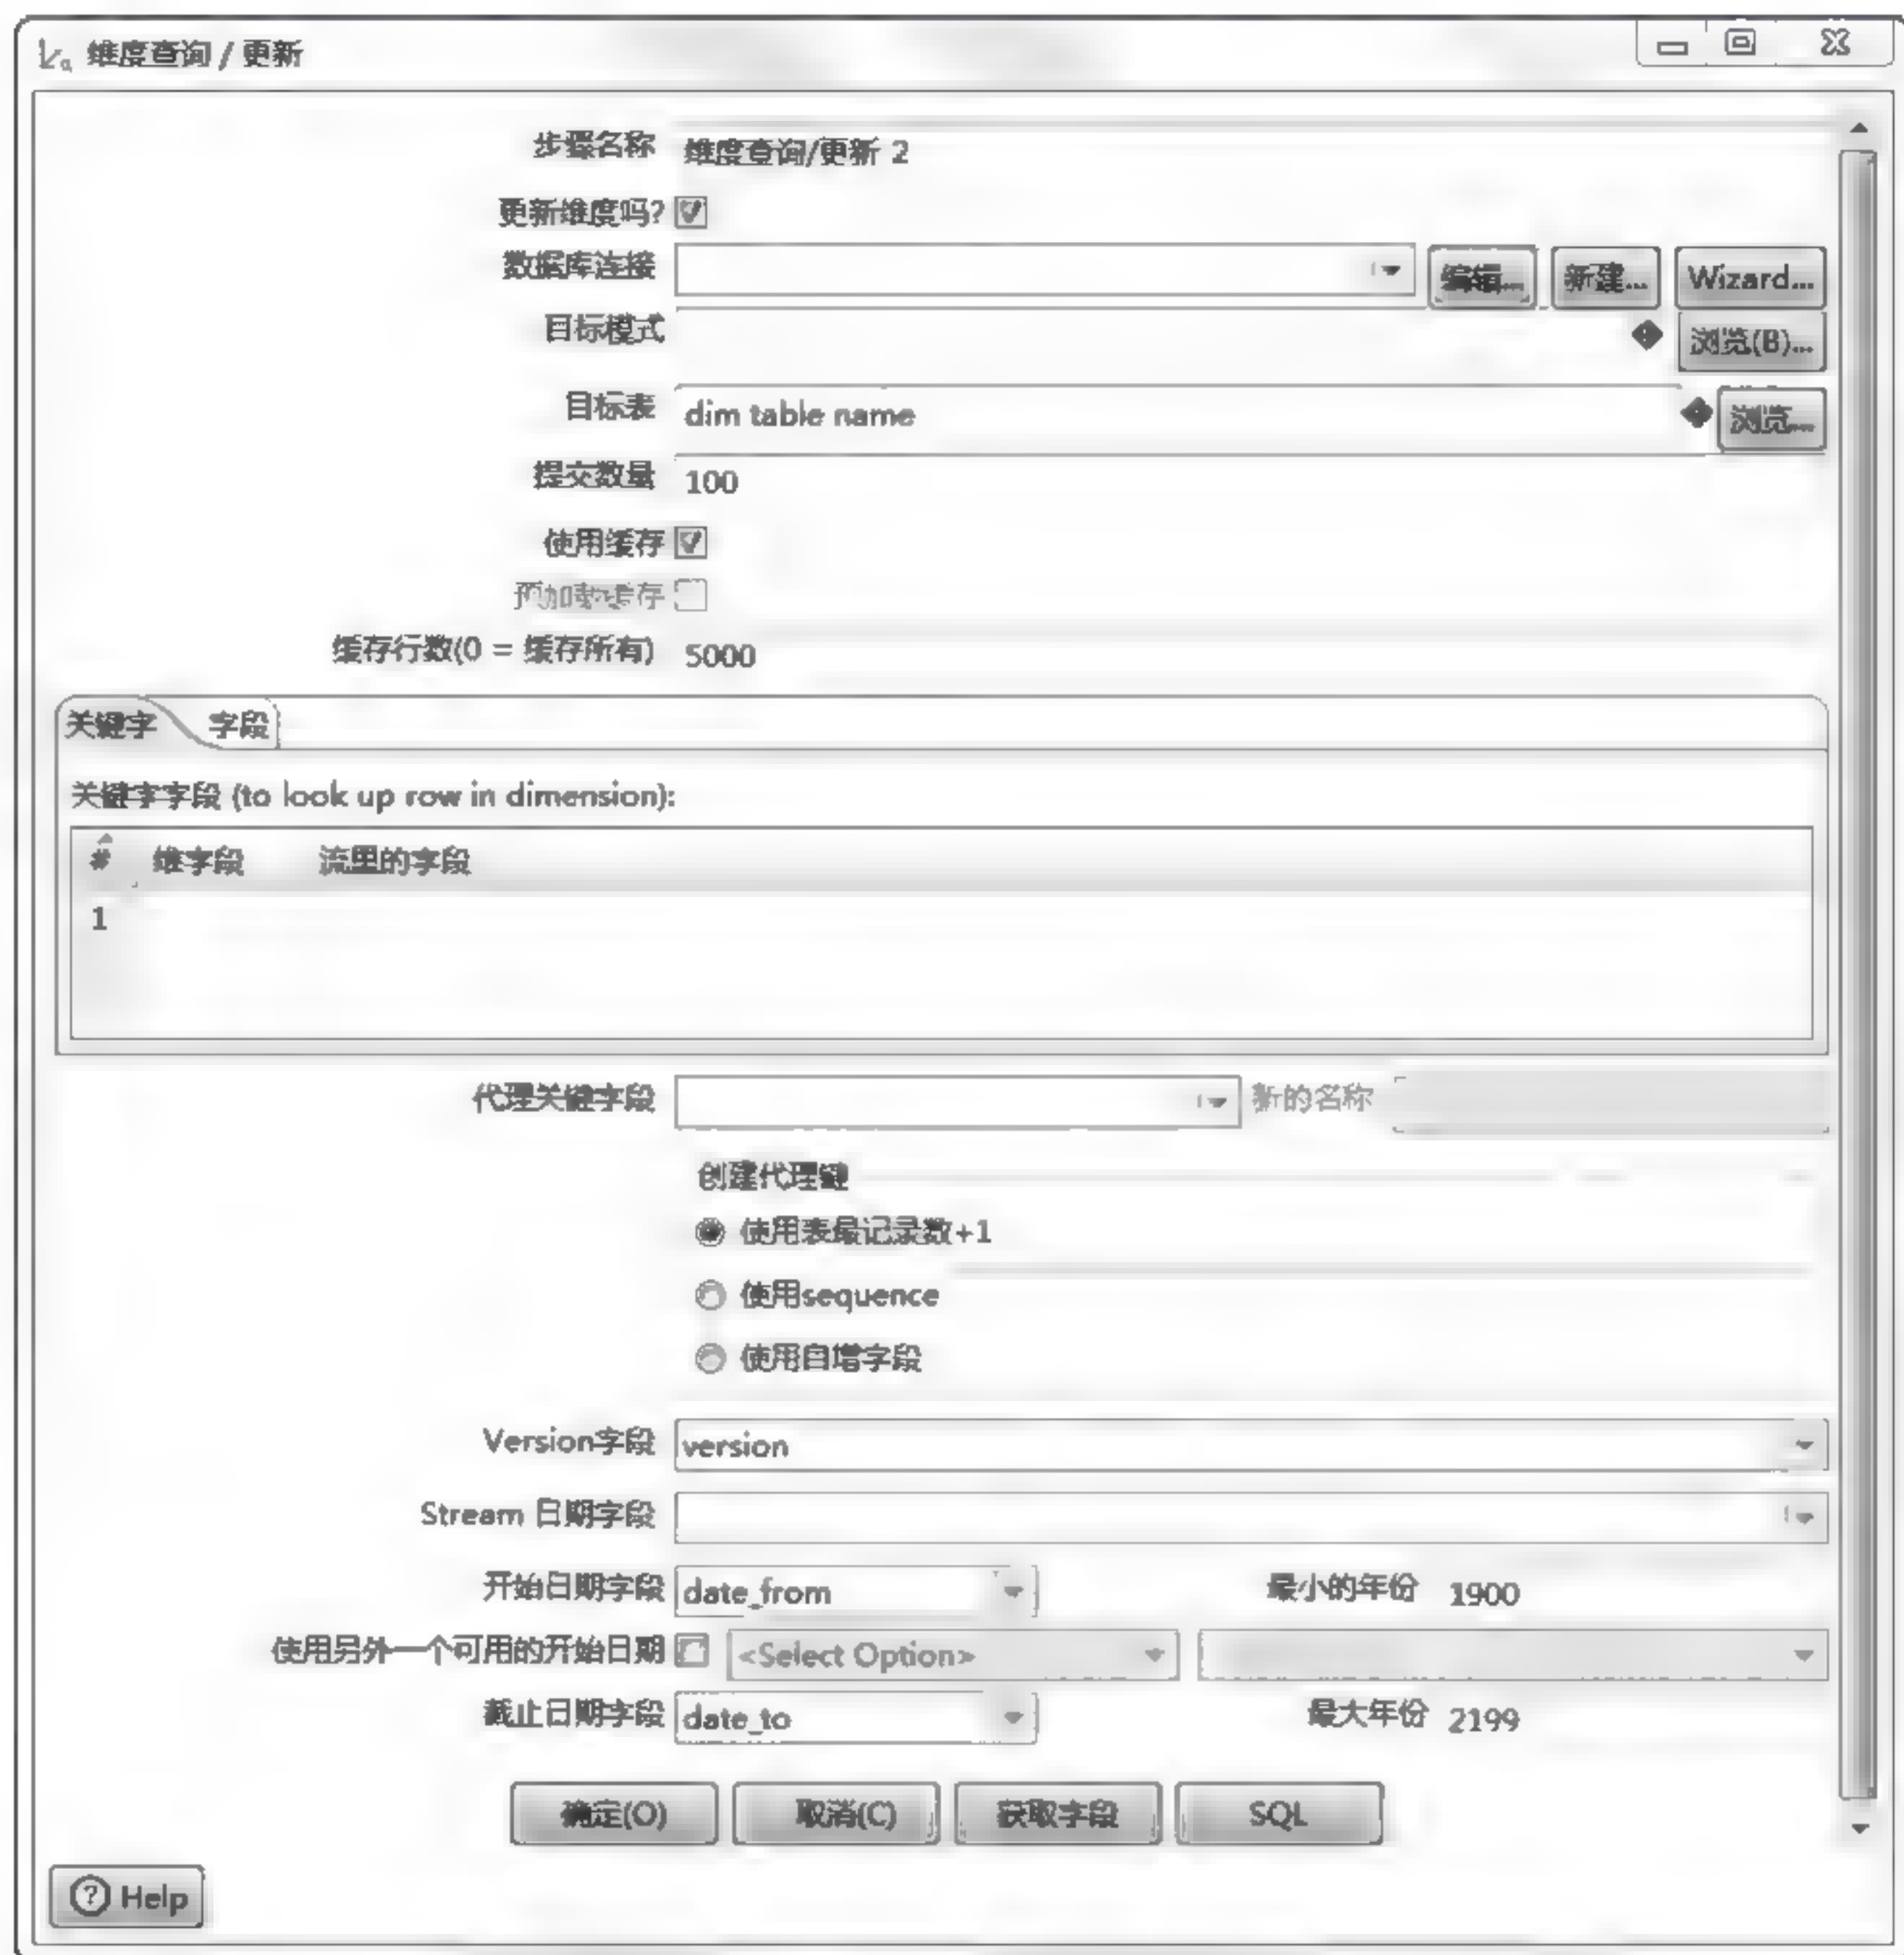 维度查询 / 更新
步骤名称 维度查询/更新 2
更新维度吗?
数据库连接 编辑... 新建... Wizard...
目标模式 浏览(B)...
目标表 dim table name 浏览...
提交数量 100
使用缓存
预加载缓存
缓存行数(0 = 缓存所有) 5000
关键字 字段
关键字字段 (to look up row in dimension):
# 维字段 流里的字段
1
代理关键字段 新的名称
创建代理键
使用表最记录数+1
使用sequence
使用自增字段
Version字段 version
Stream 日期字段
开始日期字段 date_from 最小的年份 1900
使用另外一个可用的开始日期 <Select Option>
截止日期字段 date_to 最大年份 2199
确定(O) 取消(C) 获取字段 SQL
Help